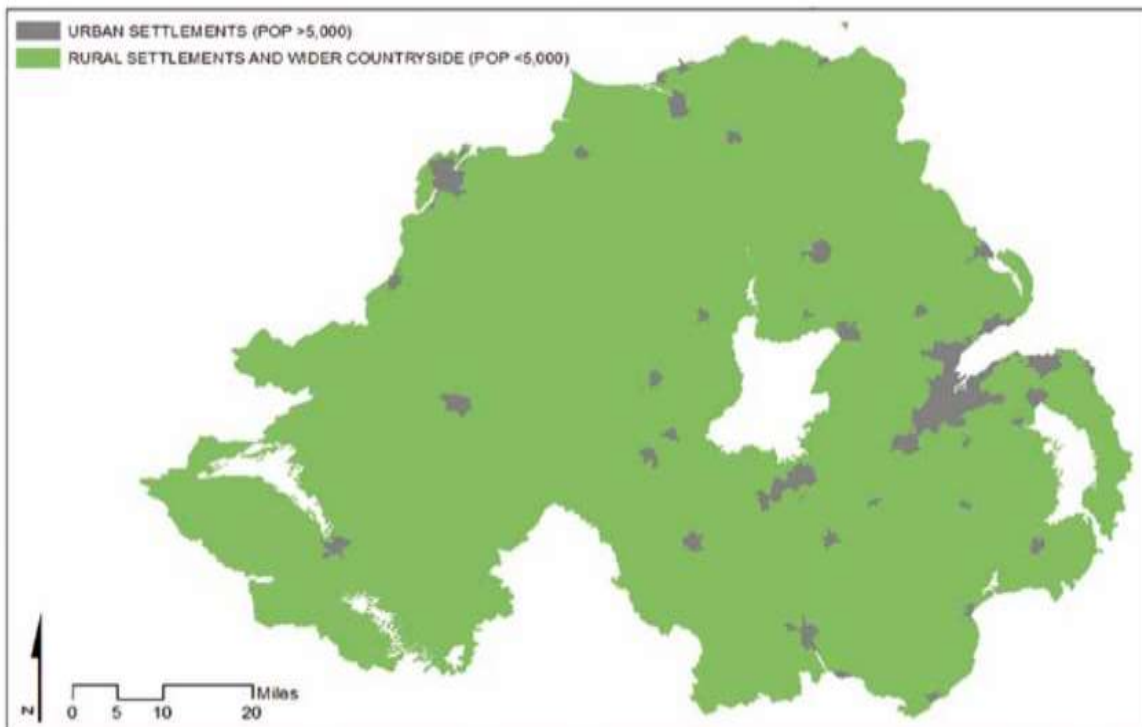 URBAN SETTLEMENTS (POP >5,000)
RURAL SETTLEMENTS AND WIDER COUNTRYSIDE (POP <5,000)
N
Miles
0 5 10 20